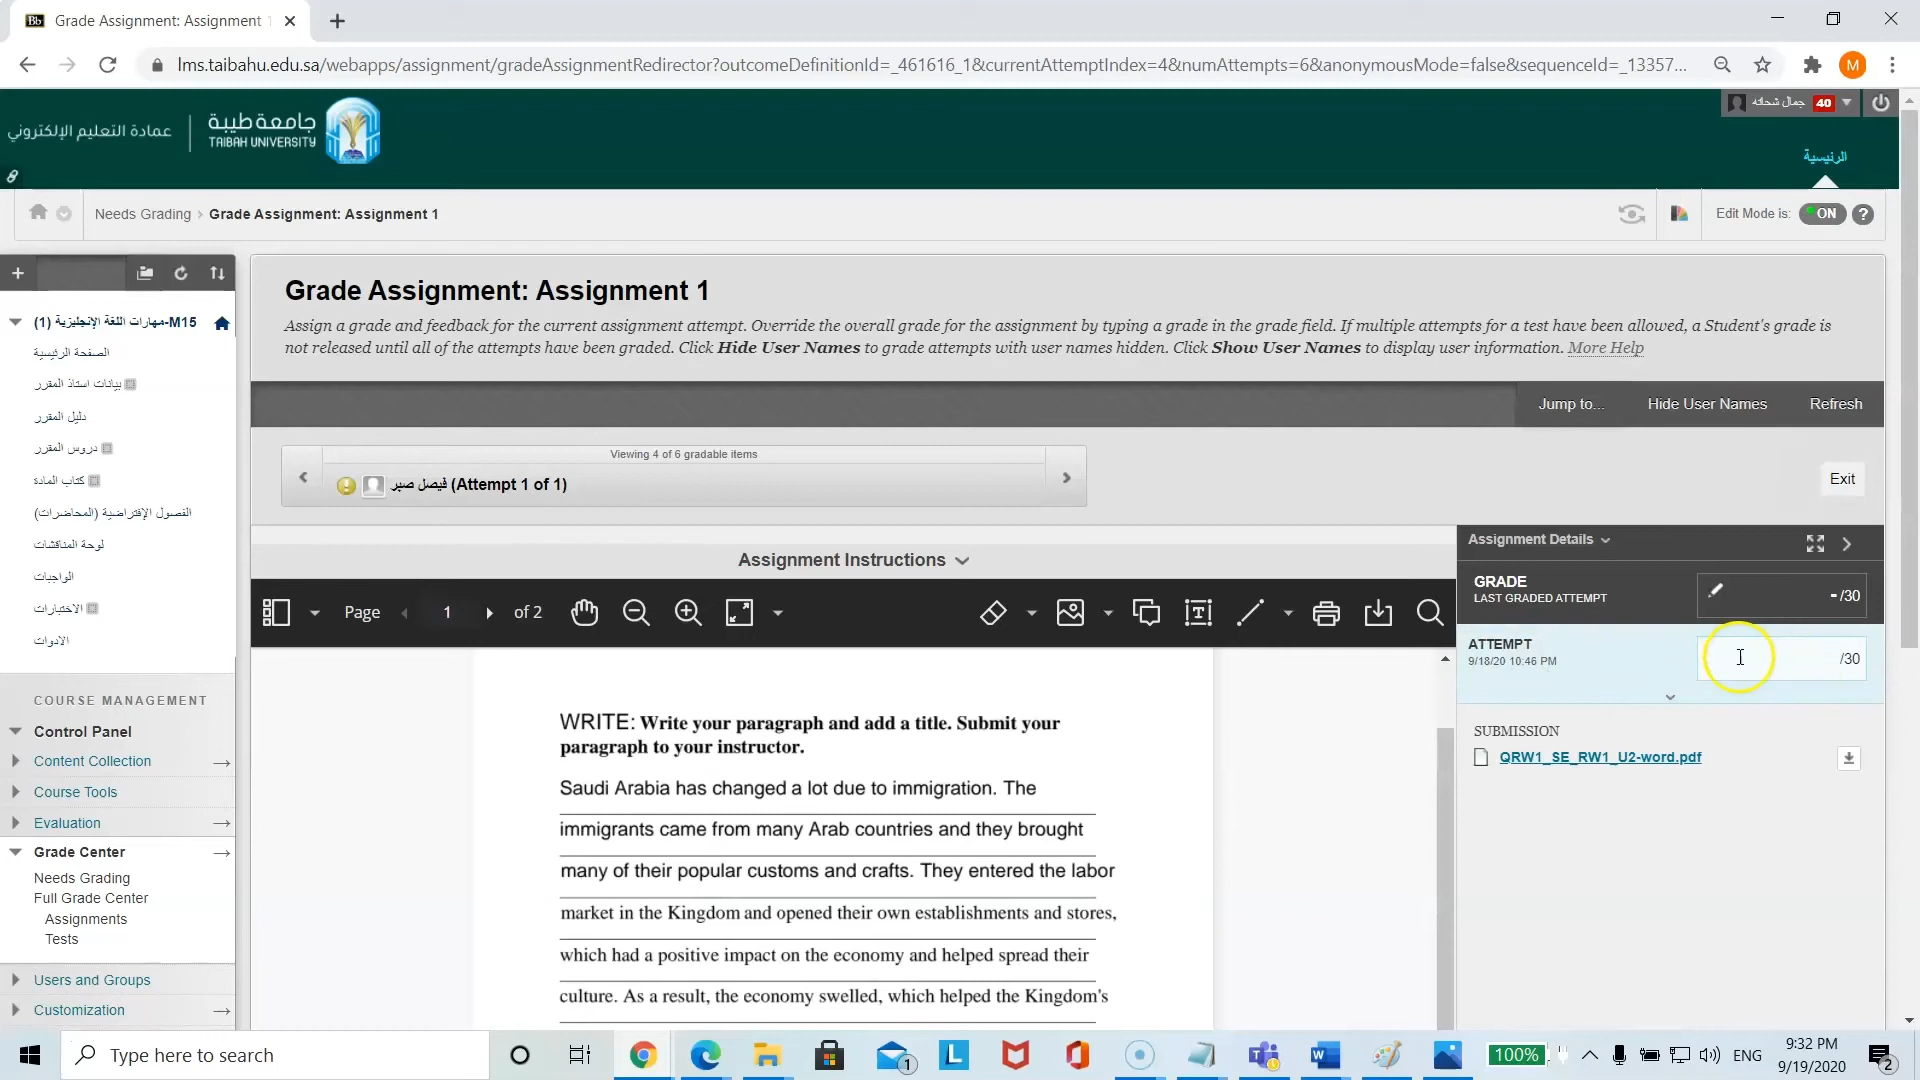 Grade Assignment: Assignment 1
lms.taibahu.edu.sa/webapps/assignment/gradeAssignmentRedirector?outcomeDefinitionId=_461616_1&currentAttemptIndex=4&numAttempts=6&anonymousMode=false&sequenceId=_13357...
M
عمادة التعليم الإلكتروني
جامعة طيبة
TAIBAH UNIVERSITY
جمال شحاته 40
الرئيسية
Needs Grading > Grade Assignment: Assignment 1
Edit Mode is: ON ?
M15-مهارات اللغة الإنجليزية (1)
الصفحة الرئيسية
بيانات استاذ المقرر
دليل المقرر
دروس المقرر
كتاب المادة
الفصول الإفتراضية (المحاضرات)
لوحة المناقشات
الواجبات
الاختبارات
الادوات
COURSE MANAGEMENT
Control Panel
Content Collection
Course Tools
Evaluation
Grade Center
Needs Grading
Full Grade Center
Assignments
Tests
Users and Groups
Customization
Grade Assignment: Assignment 1
Assign a grade and feedback for the current assignment attempt. Override the overall grade for the assignment by typing a grade in the grade field. If multiple attempts for a test have been allowed, a Student's grade is
not released until all of the attempts have been graded. Click Hide User Names to grade attempts with user names hidden. Click Show User Names to display user information. More Help
Jump to... Hide User Names Refresh
Viewing 4 of 6 gradable items
فيصل صبر (Attempt 1 of 1)
Exit
Assignment Instructions
Page 1 of 2
WRITE: Write your paragraph and add a title. Submit your
paragraph to your instructor.
Saudi Arabia has changed a lot due to immigration. The
immigrants came from many Arab countries and they brought
many of their popular customs and crafts. They entered the labor
market in the Kingdom and opened their own establishments and stores,
which had a positive impact on the economy and helped spread their
culture. As a result, the economy swelled, which helped the Kingdom's
Assignment Details
GRADE
LAST GRADED ATTEMPT
- /30
ATTEMPT
9/18/20 10:46 PM
/30
SUBMISSION
QRW1_SE_RW1_U2-word.pdf
Type here to search
100%
ENG
9:32 PM
9/19/2020